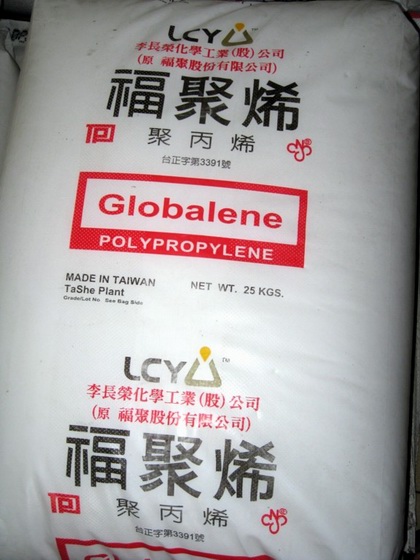 LCY
李長榮化學工業(股)公司
(原 福聚股份有限公司)
福聚烯
聚丙烯
台正字第3391號
Globalene
POLYPROPYLENE
MADE IN TAIWAN
NET WT. 25 KGS.
TaShe Plant
Grade/Lot No. See Bag Side
LCY TM
李長榮化學工業(股)公司
(原 福聚股份有限公司)
福聚烯
聚丙烯
台正字第3391號